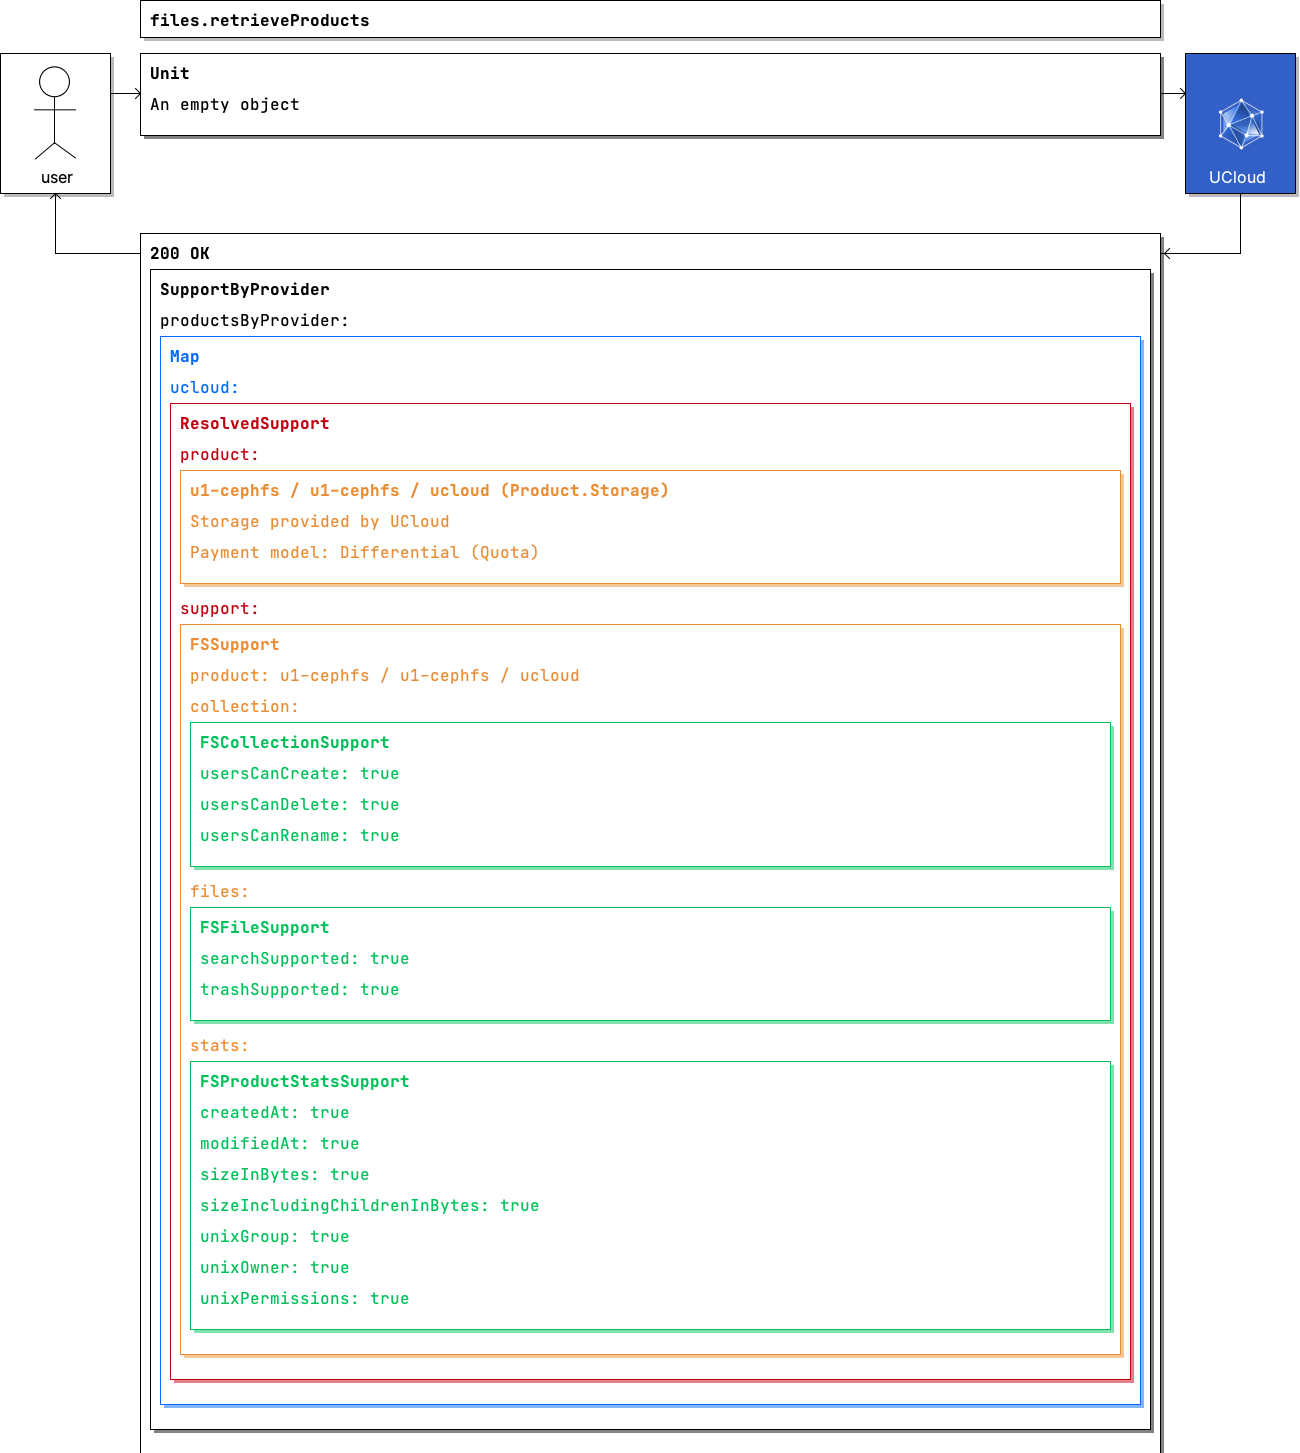 files.retrieveProducts
Unit
An empty object
user
UCloud
200 OK
SupportByProvider
productsByProvider:
Map
ucloud:
ResolvedSupport
product:
u1-cephfs / u1-cephfs / ucloud (Product.Storage)
Storage provided by UCloud
Payment model: Differential (Quota)
support:
FSSupport
product: u1-cephfs / u1-cephfs / ucloud
collection:
FSCollectionSupport
usersCanCreate: true
usersCanDelete: true
usersCanRename: true
files:
FSFileSupport
searchSupported: true
trashSupported: true
stats:
FSProductStatsSupport
createdAt: true
modifiedAt: true
sizeInBytes: true
sizeIncludingChildrenInBytes: true
unixGroup: true
unixOwner: true
unixPermissions: true